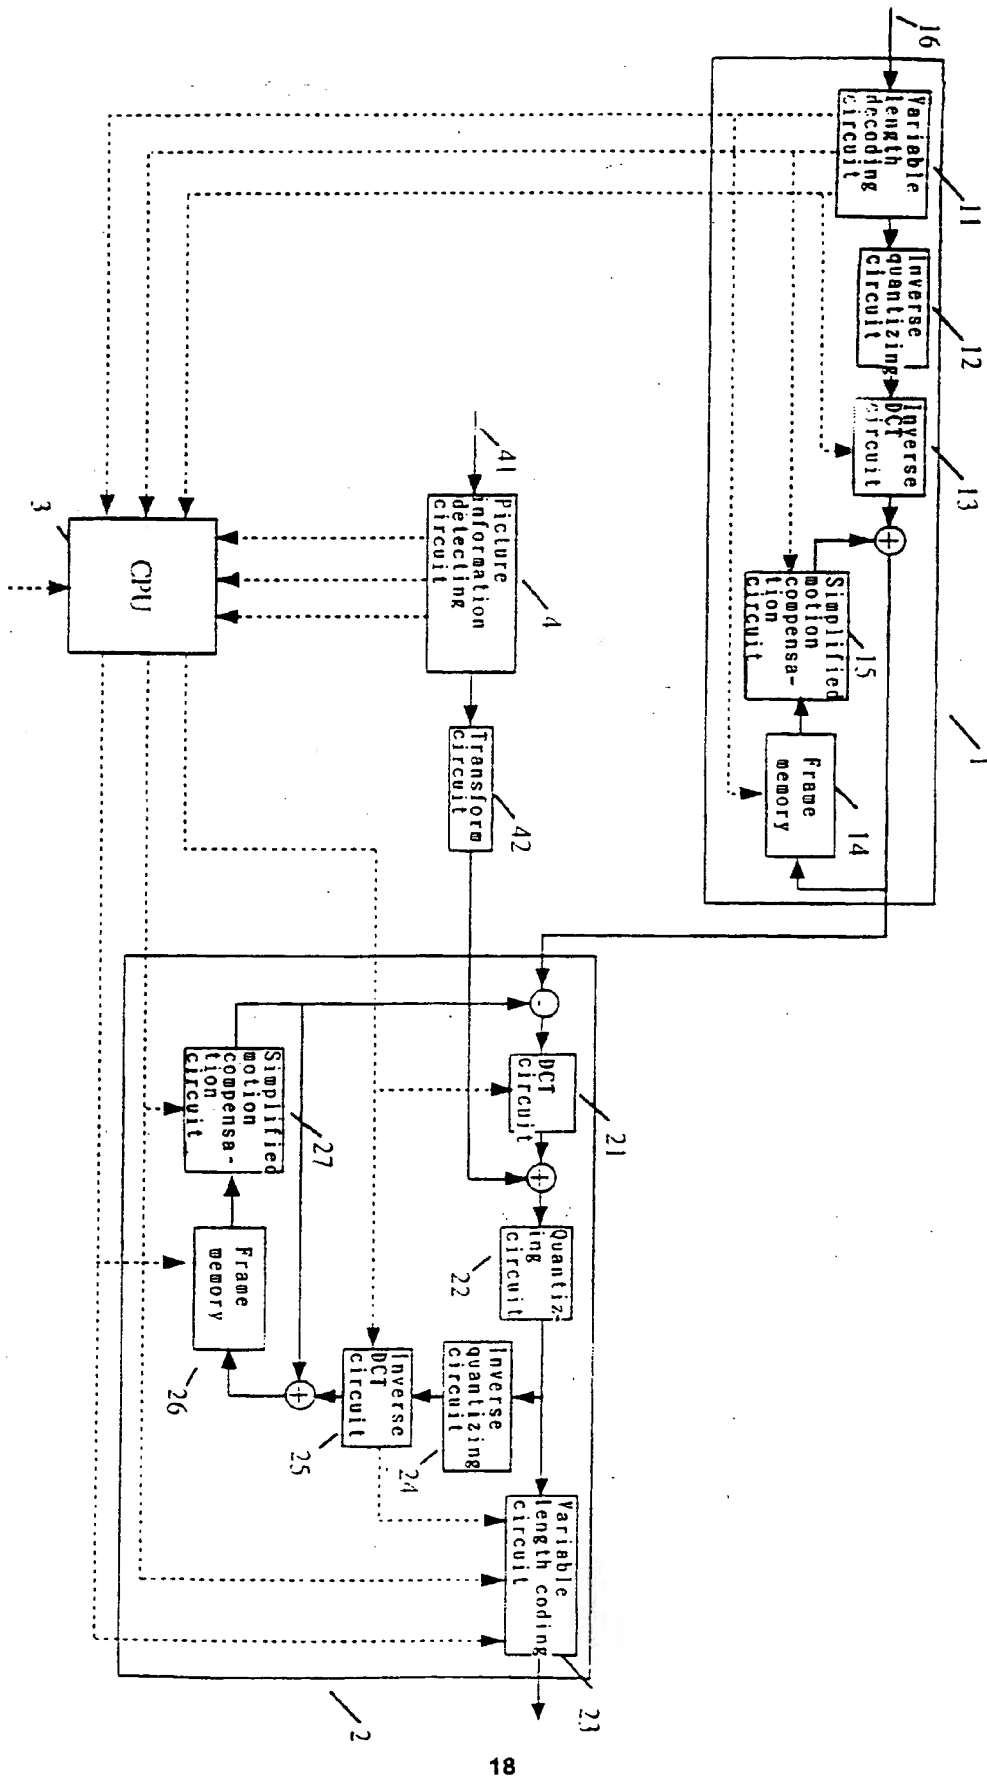 16
Variable
length
decoding
circuit
11
Inverse
quantizing
circuit
12
Inverse
DCT
circuit
13
Simplified
motion
compensa-
tion
circuit
15
Frame
memory
14
1
41
Picture
information
detecting
circuit
4
Transform
circuit
42
3
CPU
-
DCT
circuit
21
+
+
Quantiz-
ing
circuit
22
Inverse
quantizing
circuit
24
Inverse
DCT
circuit
25
+
Frame
memory
26
Simplified
motion
compensa-
tion
circuit
27
Variable
length coding
circuit
23
2
18